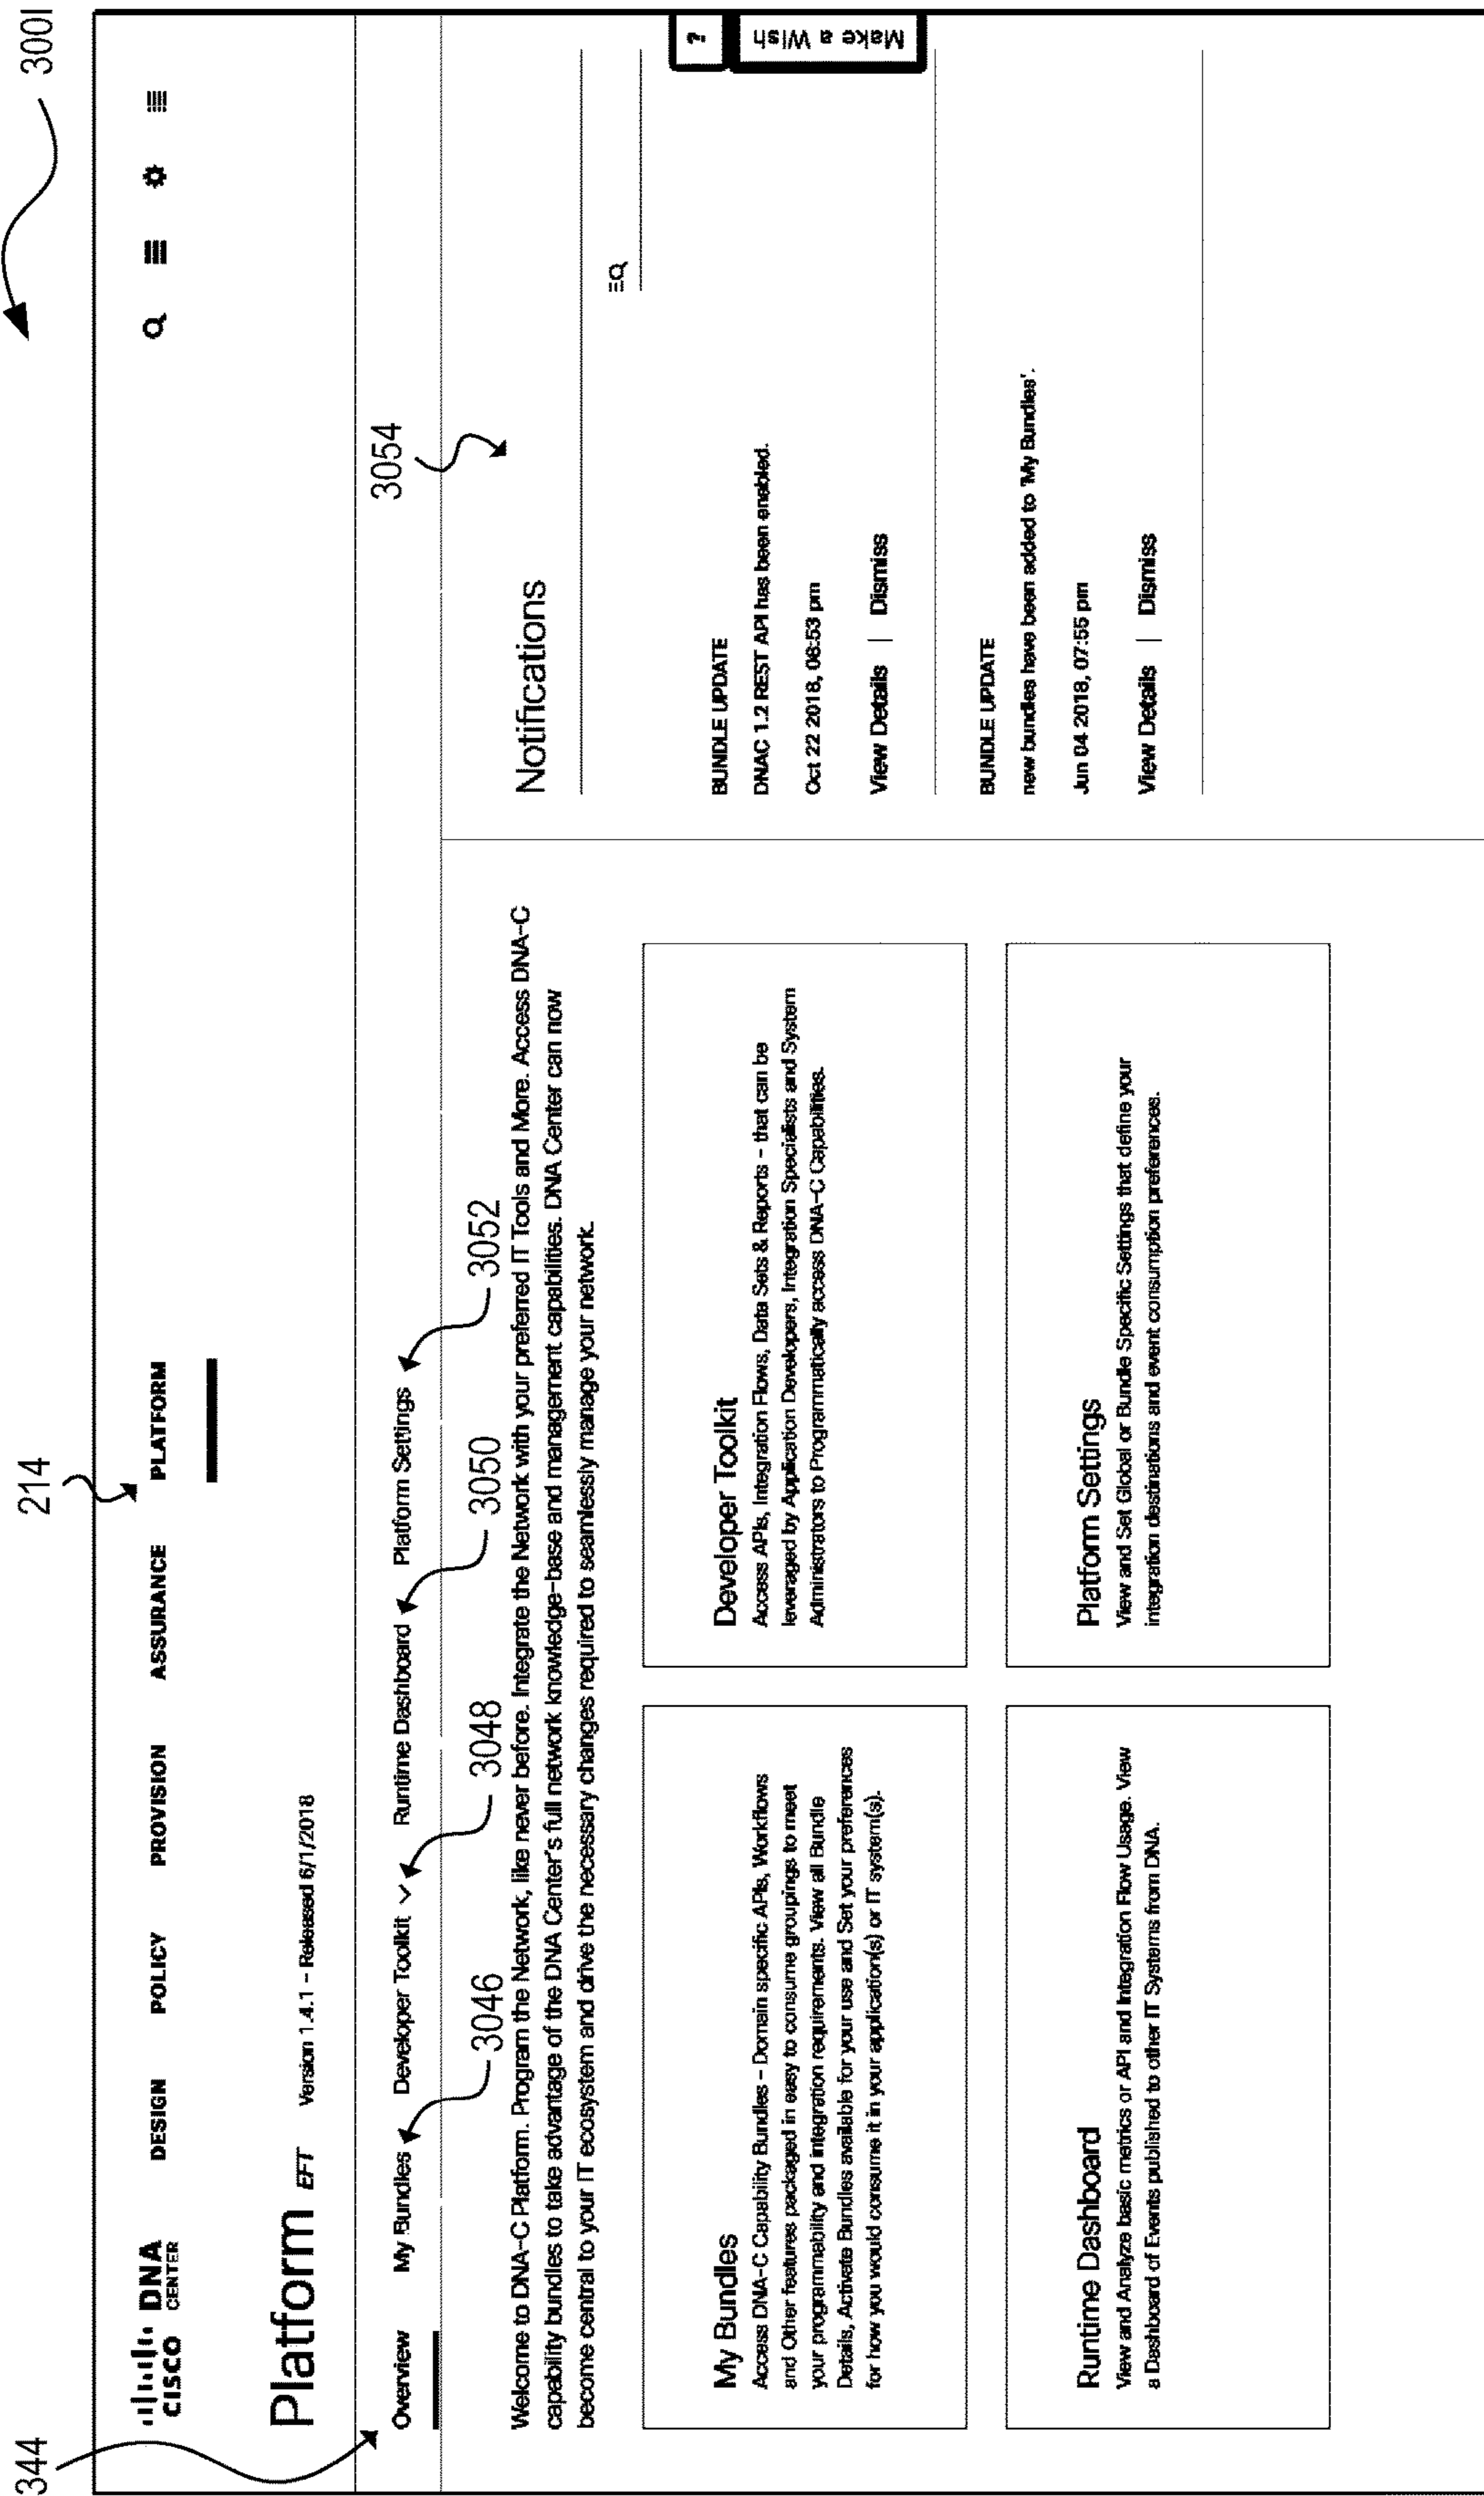 300I
344
214
CISCO DNA CENTER
DESIGN POLICY PROVISION ASSURANCE PLATFORM
Platform EFT Version 1.4.1 – Released 6/1/2018
Overview My Bundles Developer Toolkit Runtime Dashboard Platform Settings
3046
3048
3050
3052
3054
Welcome to DNA-C Platform. Program the Network, like never before. Integrate the Network with your preferred IT Tools and More. Access DNA-C
capability bundles to take advantage of the DNA Center's full network knowledge-base and management capabilities. DNA Center can now
become central to your IT ecosystem and drive the necessary changes required to seamlessly manage your network.
My Bundles
Access DNA-C Capability Bundles – Domain specific APIs, Workflows
and Other features packaged in easy to consume groupings to meet
your programmability and integration requirements. View all Bundle
Details, Activate Bundles available for your use and Set your preferences
for how you would consume it in your application(s) or IT system(s).
Developer Toolkit
Access APIs, Integration Flows, Data Sets & Reports – that can be
leveraged by Application Developers, Integration Specialists and System
Administrators to Programmatically access DNA-C Capabilities.
Runtime Dashboard
View and Analyze basic metrics or API and Integration Flow Usage. View
a Dashboard of Events published to other IT Systems from DNA.
Platform Settings
View and Set Global or Bundle Specific Settings that define your
integration destinations and event consumption preferences.
Notifications
BUNDLE UPDATE
DNAC 1.2 REST API has been enabled.
Oct 22 2018, 08:53 pm
View Details | Dismiss
BUNDLE UPDATE
new bundles have been added to 'My Bundles'.
Jun 04 2018, 07:55 pm
View Details | Dismiss
?
Make a Wish